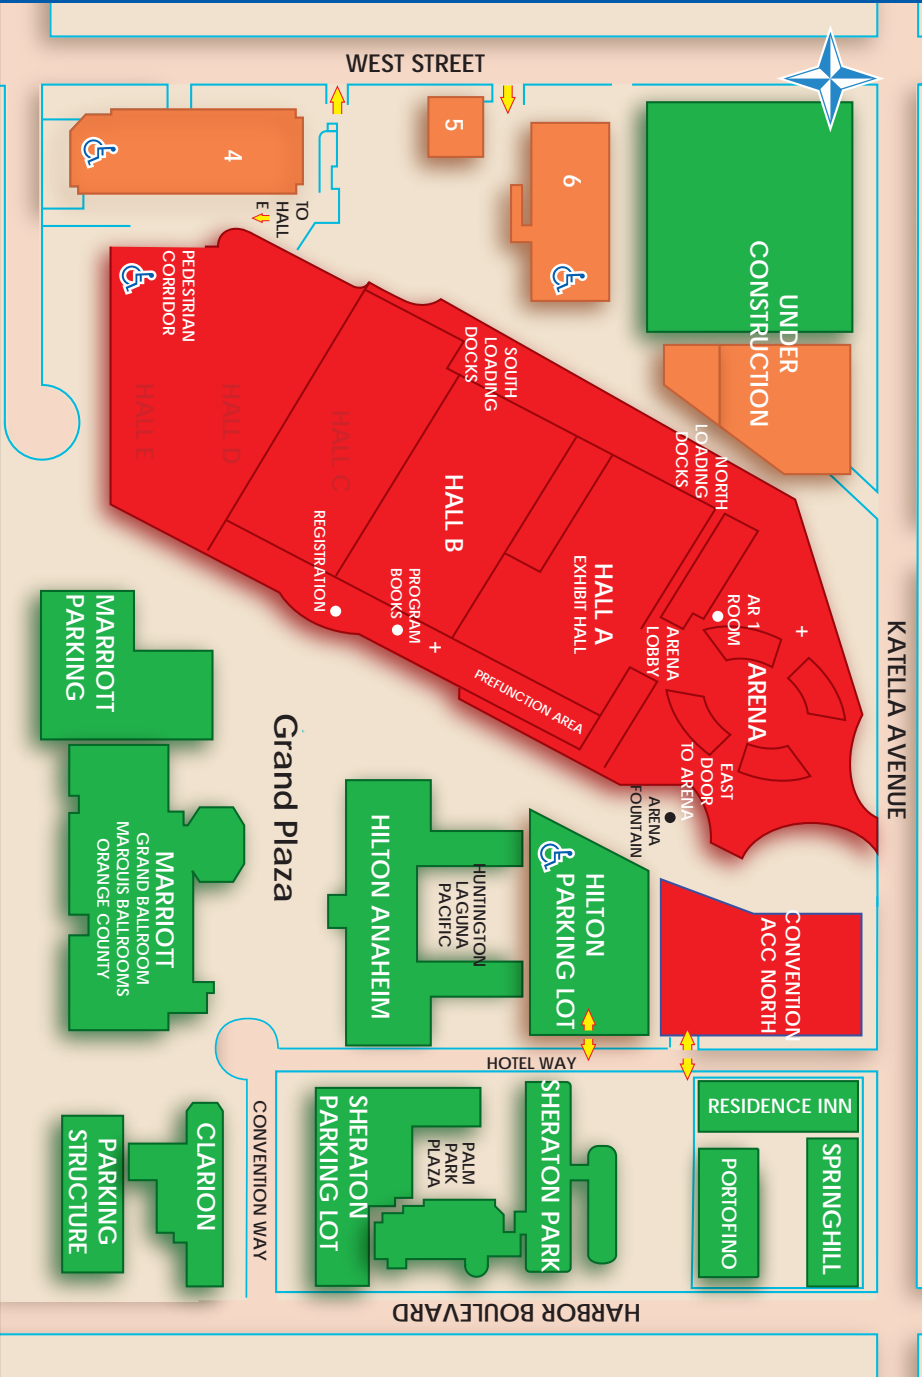 WEST STREET
4
5
6
TO
HALL
E
PEDESTRIAN
CORRIDOR
UNDER
CONSTRUCTION
SOUTH
LOADING
DOCKS
NORTH
LOADING
DOCKS
HALL E
HALL D
HALL C
HALL B
HALL A
EXHIBIT HALL
REGISTRATION
PROGRAM
BOOKS
+
PREFUNCTION AREA
AR 1
ROOM
+
ARENA
LOBBY
ARENA
EAST
DOOR
TO ARENA
ARENA
FOUNTAIN
KATELLA AVENUE
MARRIOTT
PARKING
Grand Plaza
MARRIOTT
GRAND BALLROOM
MARQUIS BALLROOMS
ORANGE COUNTY
HILTON ANAHEIM
HUNTINGTON
LAGUNA
PACIFIC
HILTON
PARKING LOT
CONVENTION
ACC NORTH
HOTEL WAY
CONVENTION WAY
PARKING
STRUCTURE
CLARION
SHERATON
PARKING LOT
PALM
PARK
PLAZA
SHERATON PARK
RESIDENCE INN
PORTOFINO
SPRINGHILL
HARBOR BOULEVARD